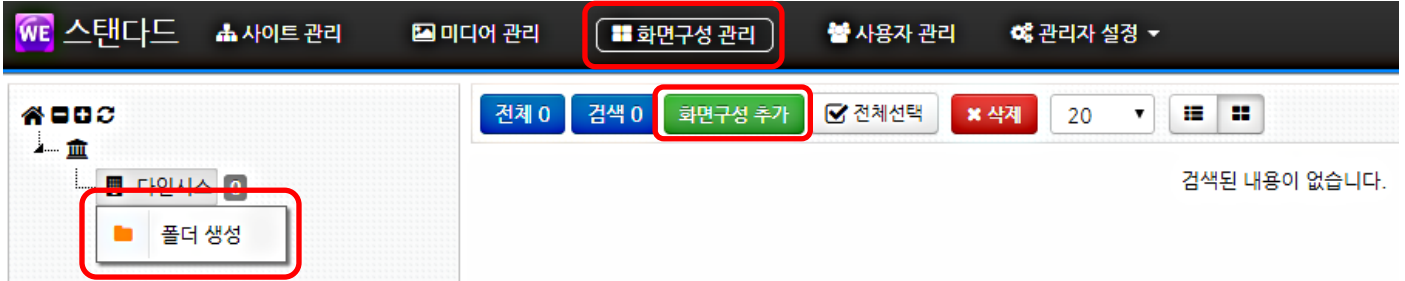 WE 스탠다드 사이트 관리 미디어 관리 화면구성 관리 사용자 관리 관리자 설정
전체 0 검색 0 화면구성 추가 전체선택 삭제 20
다인시스 0
폴더 생성
검색된 내용이 없습니다.